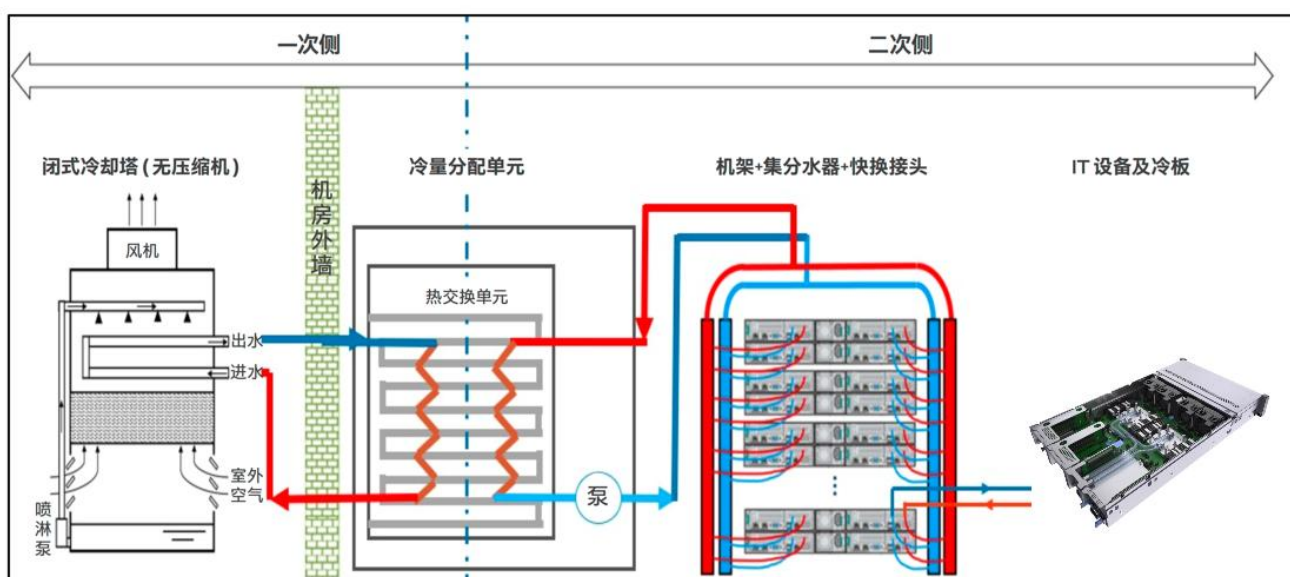 一次侧
二次侧
闭式冷却塔(无压缩机)
冷量分配单元
机架+集分水器+快换接头
IT 设备及冷板
机房外墙
风机
热交换单元
出水
进水
室外
空气
泵
喷淋泵